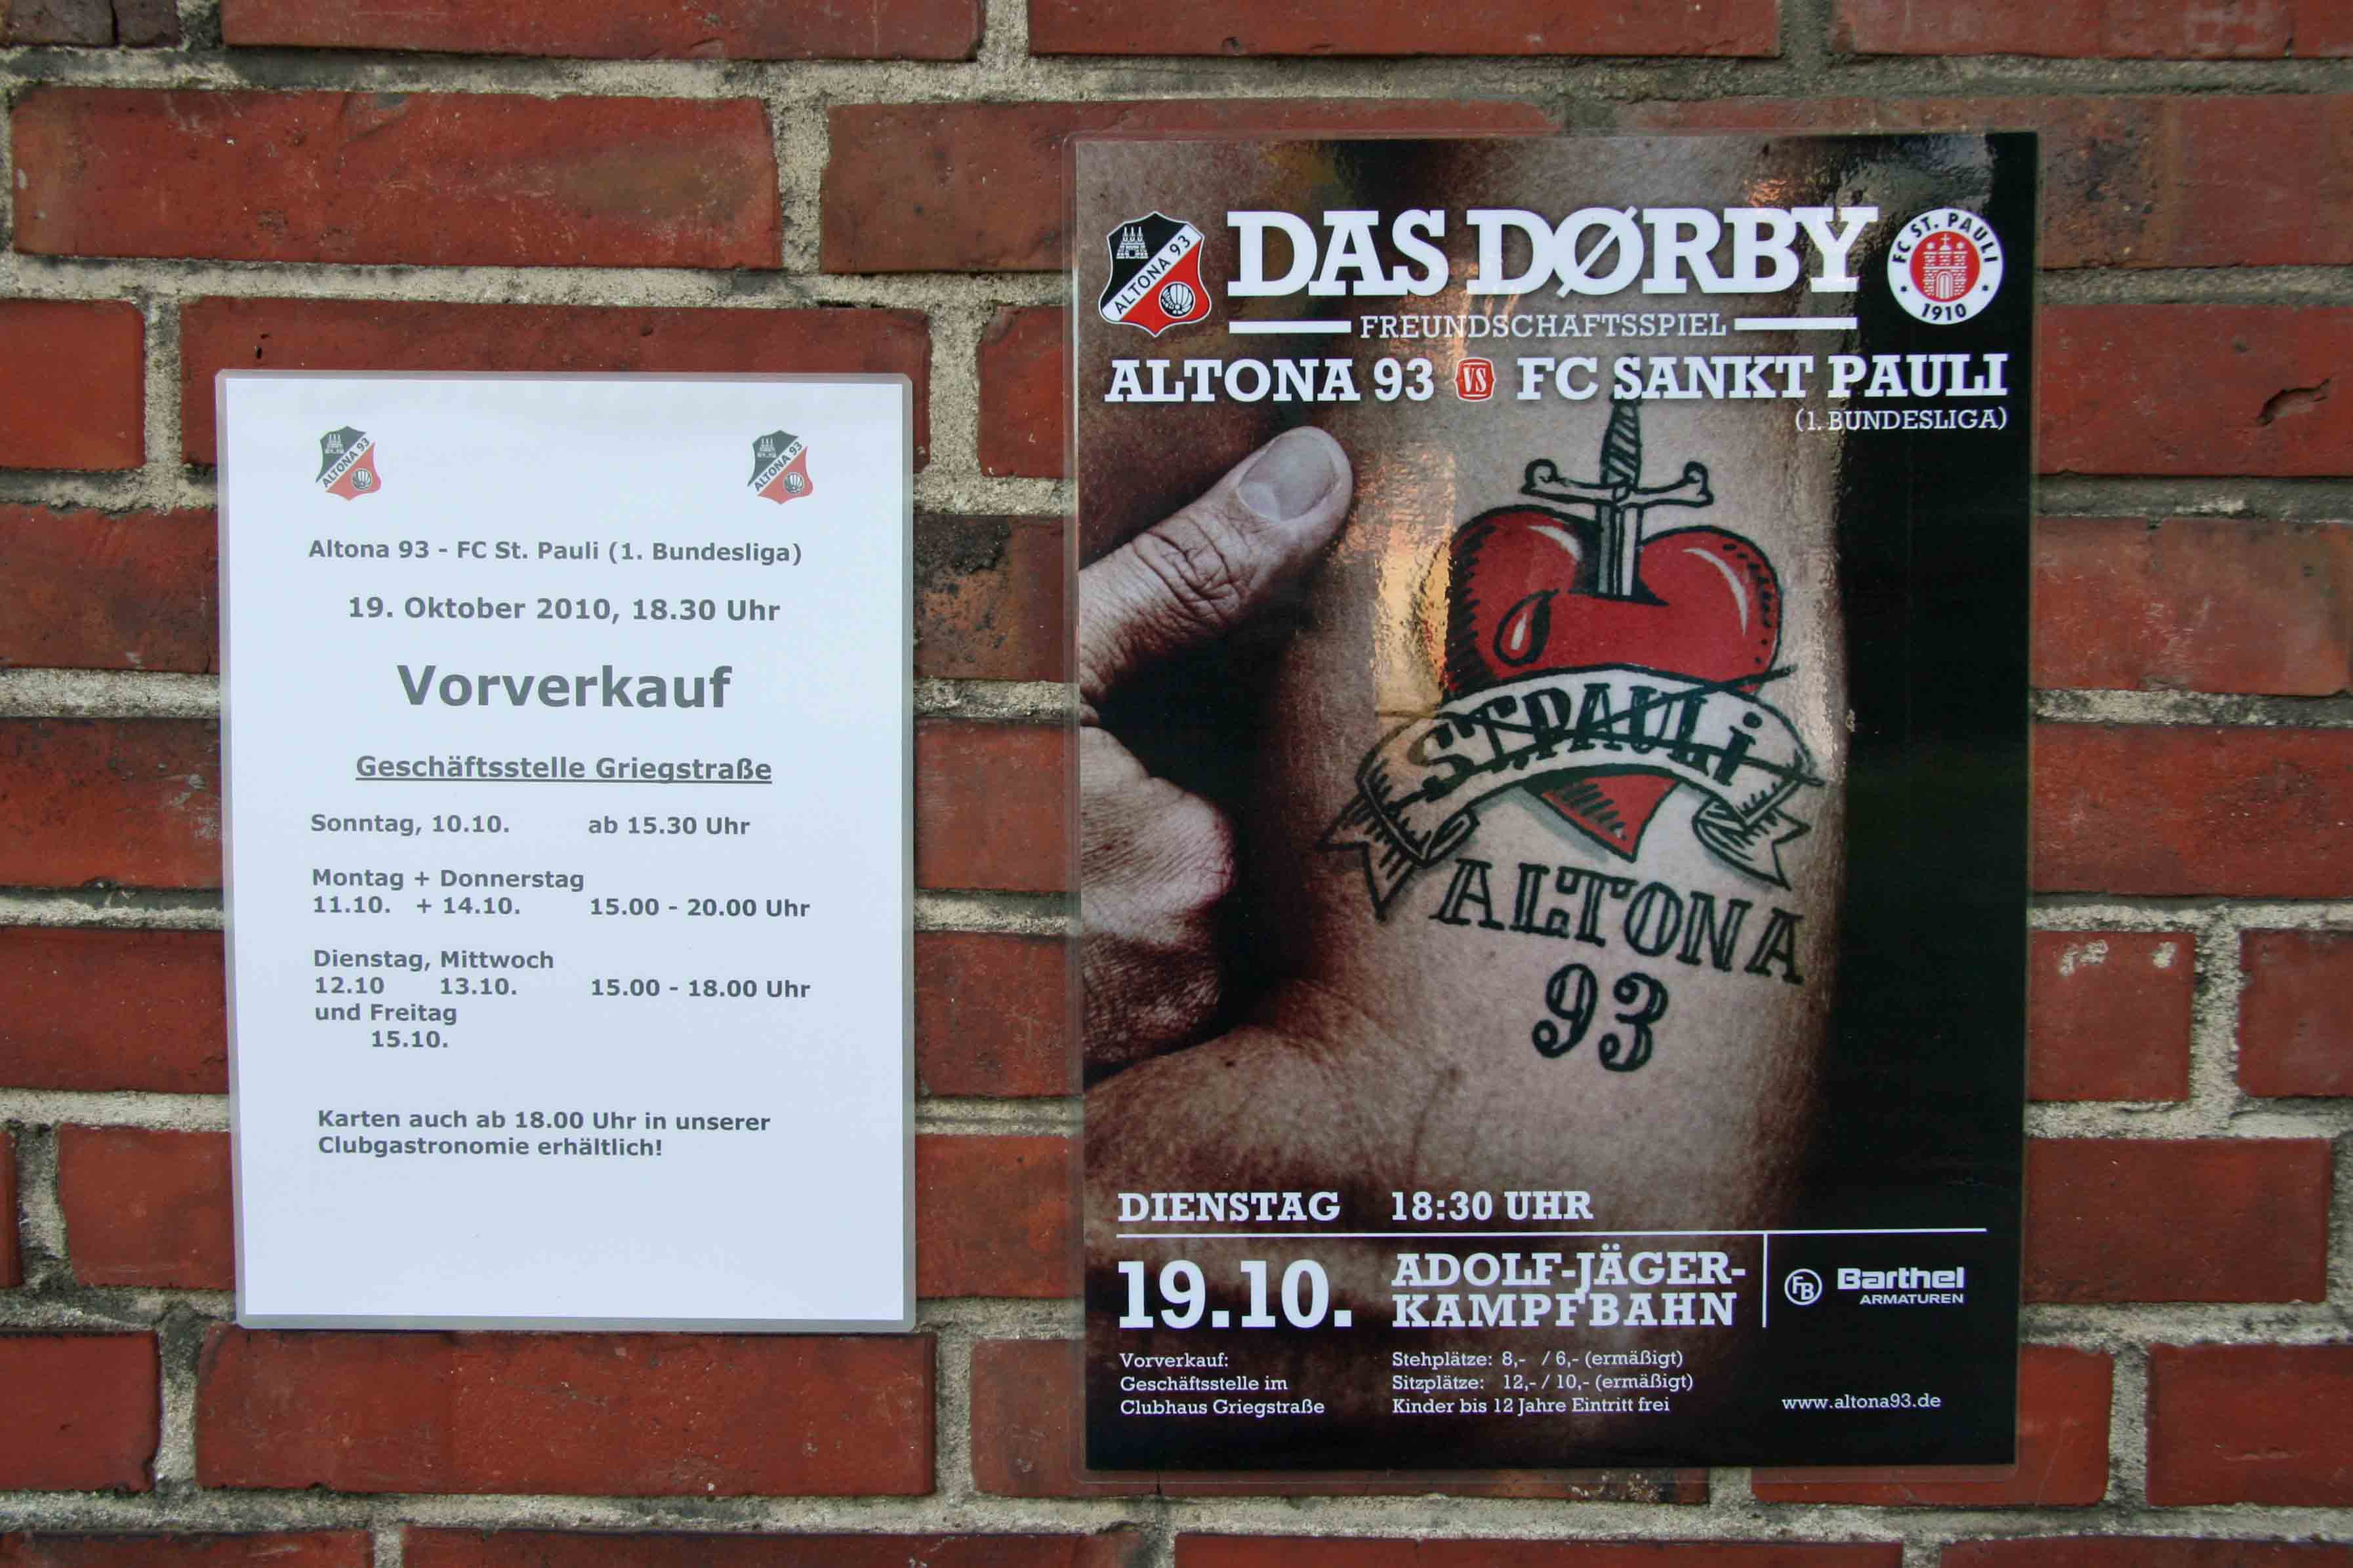 ALTONA 93
ALTONA 93
Altona 93 - FC St. Pauli (1. Bundesliga)
19. Oktober 2010, 18.30 Uhr
Vorverkauf
Geschäftsstelle Griegstraße
Sonntag, 10.10. ab 15.30 Uhr
Montag + Donnerstag
11.10. + 14.10. 15.00 - 20.00 Uhr
Dienstag, Mittwoch
12.10 13.10. 15.00 - 18.00 Uhr
und Freitag
15.10.
Karten auch ab 18.00 Uhr in unserer
Clubgastronomie erhältlich!
ALTONA 93
DAS DØRBY
FC ST. PAULI
1910
FREUNDSCHAFTSSPIEL
ALTONA 93 VS FC SANKT PAULI
(1. BUNDESLIGA)
ST.PAULi
ALTONA
93
DIENSTAG 18:30 UHR
19.10.
ADOLF-JÄGER-
KAMPFBAHN
FB Barthel
ARMATUREN
Vorverkauf:
Geschäftsstelle im
Clubhaus Griegstraße
Stehplätze: 8,- / 6,- (ermäßigt)
Sitzplätze: 12,- / 10,- (ermäßigt)
Kinder bis 12 Jahre Eintritt frei
www.altona93.de